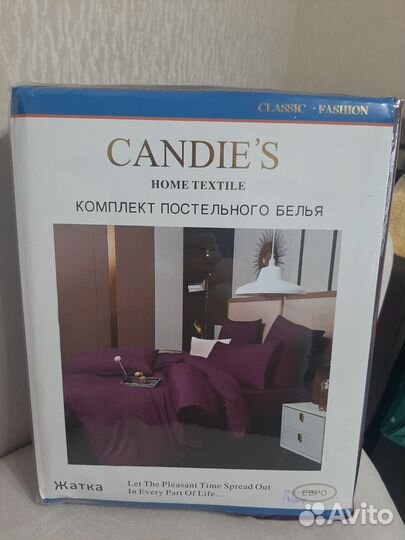 CLASSIC - FASHION
CANDIE'S
HOME TEXTILE
КОМПЛЕКТ ПОСТЕЛЬНОГО БЕЛЬЯ
Жатка
Let The Pleasant Time Spread Out
In Every Part Of Life...
ЕВРО
Avito